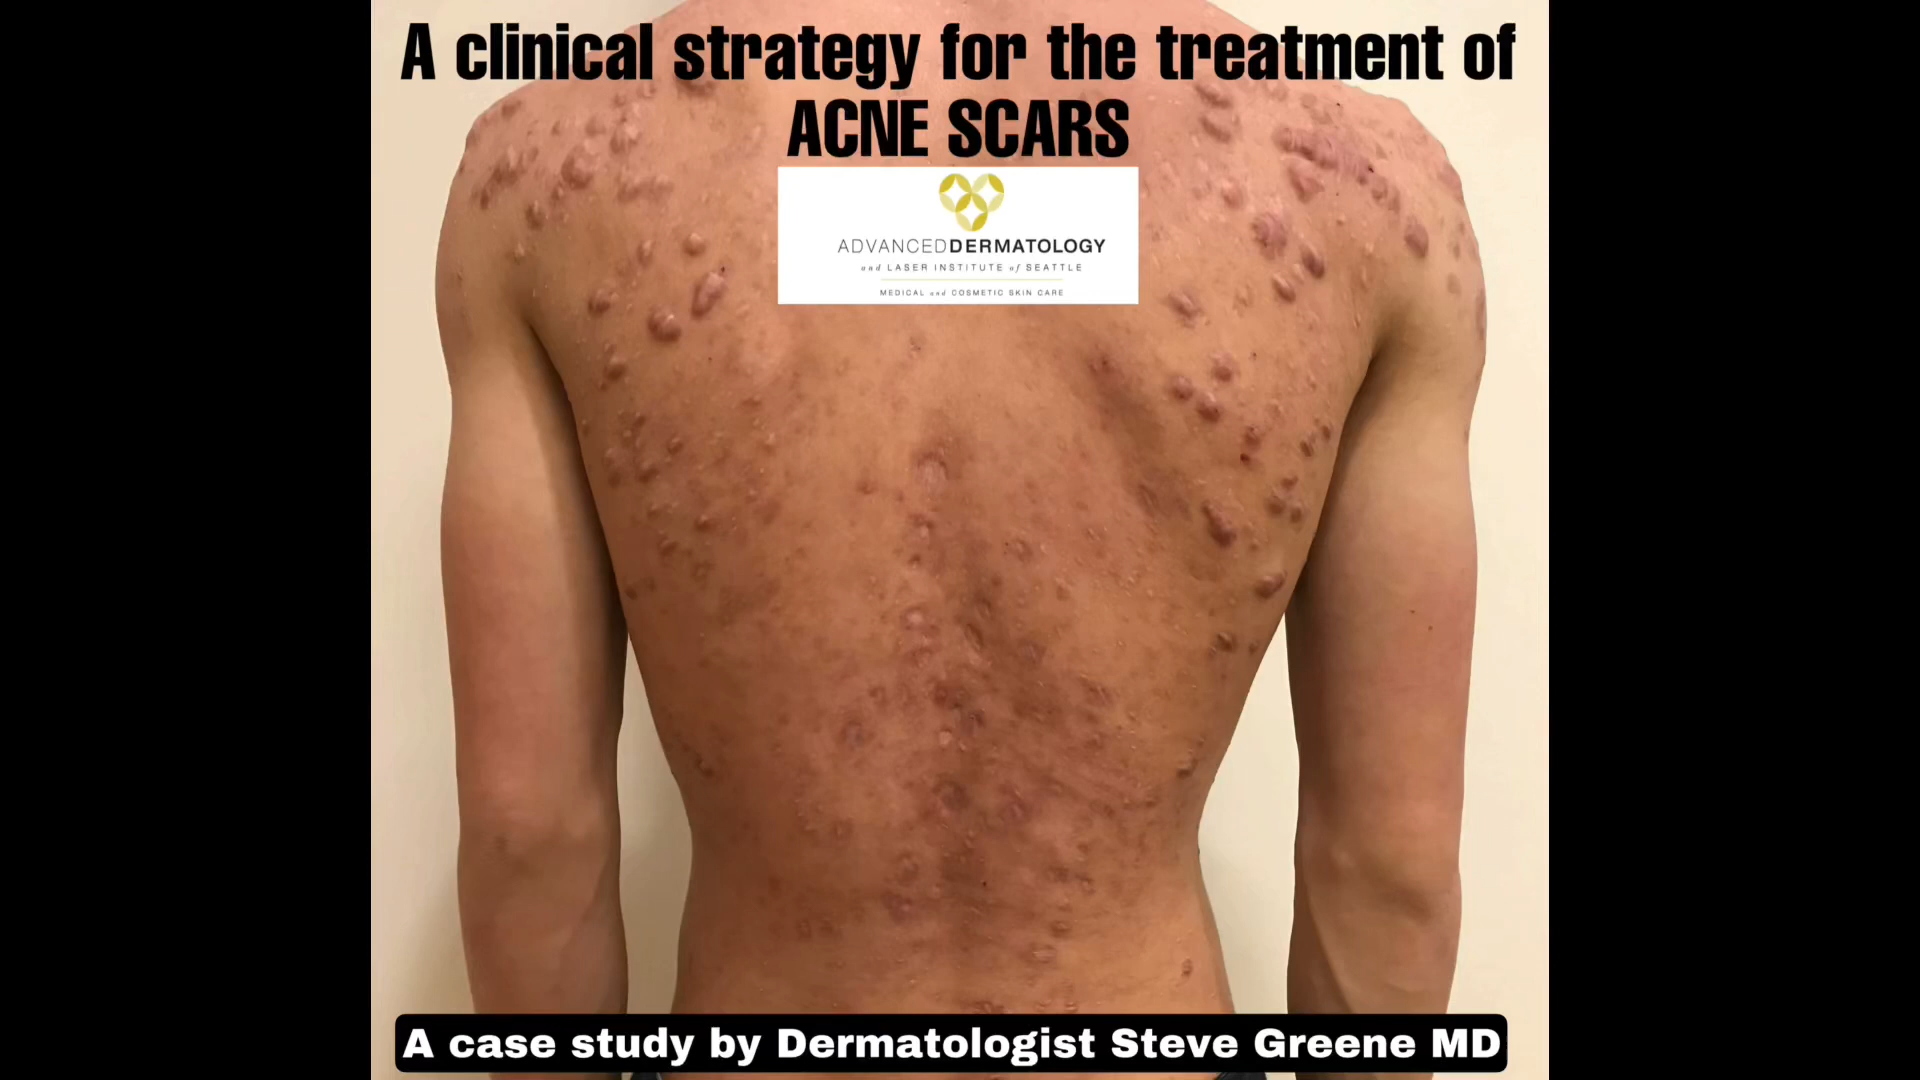 A clinical strategy for the treatment of
ACNE SCARS
ADVANCEDDERMATOLOGY
and LASER INSTITUTE of SEATTLE
MEDICAL and COSMETIC SKIN CARE
A case study by Dermatologist Steve Greene MD